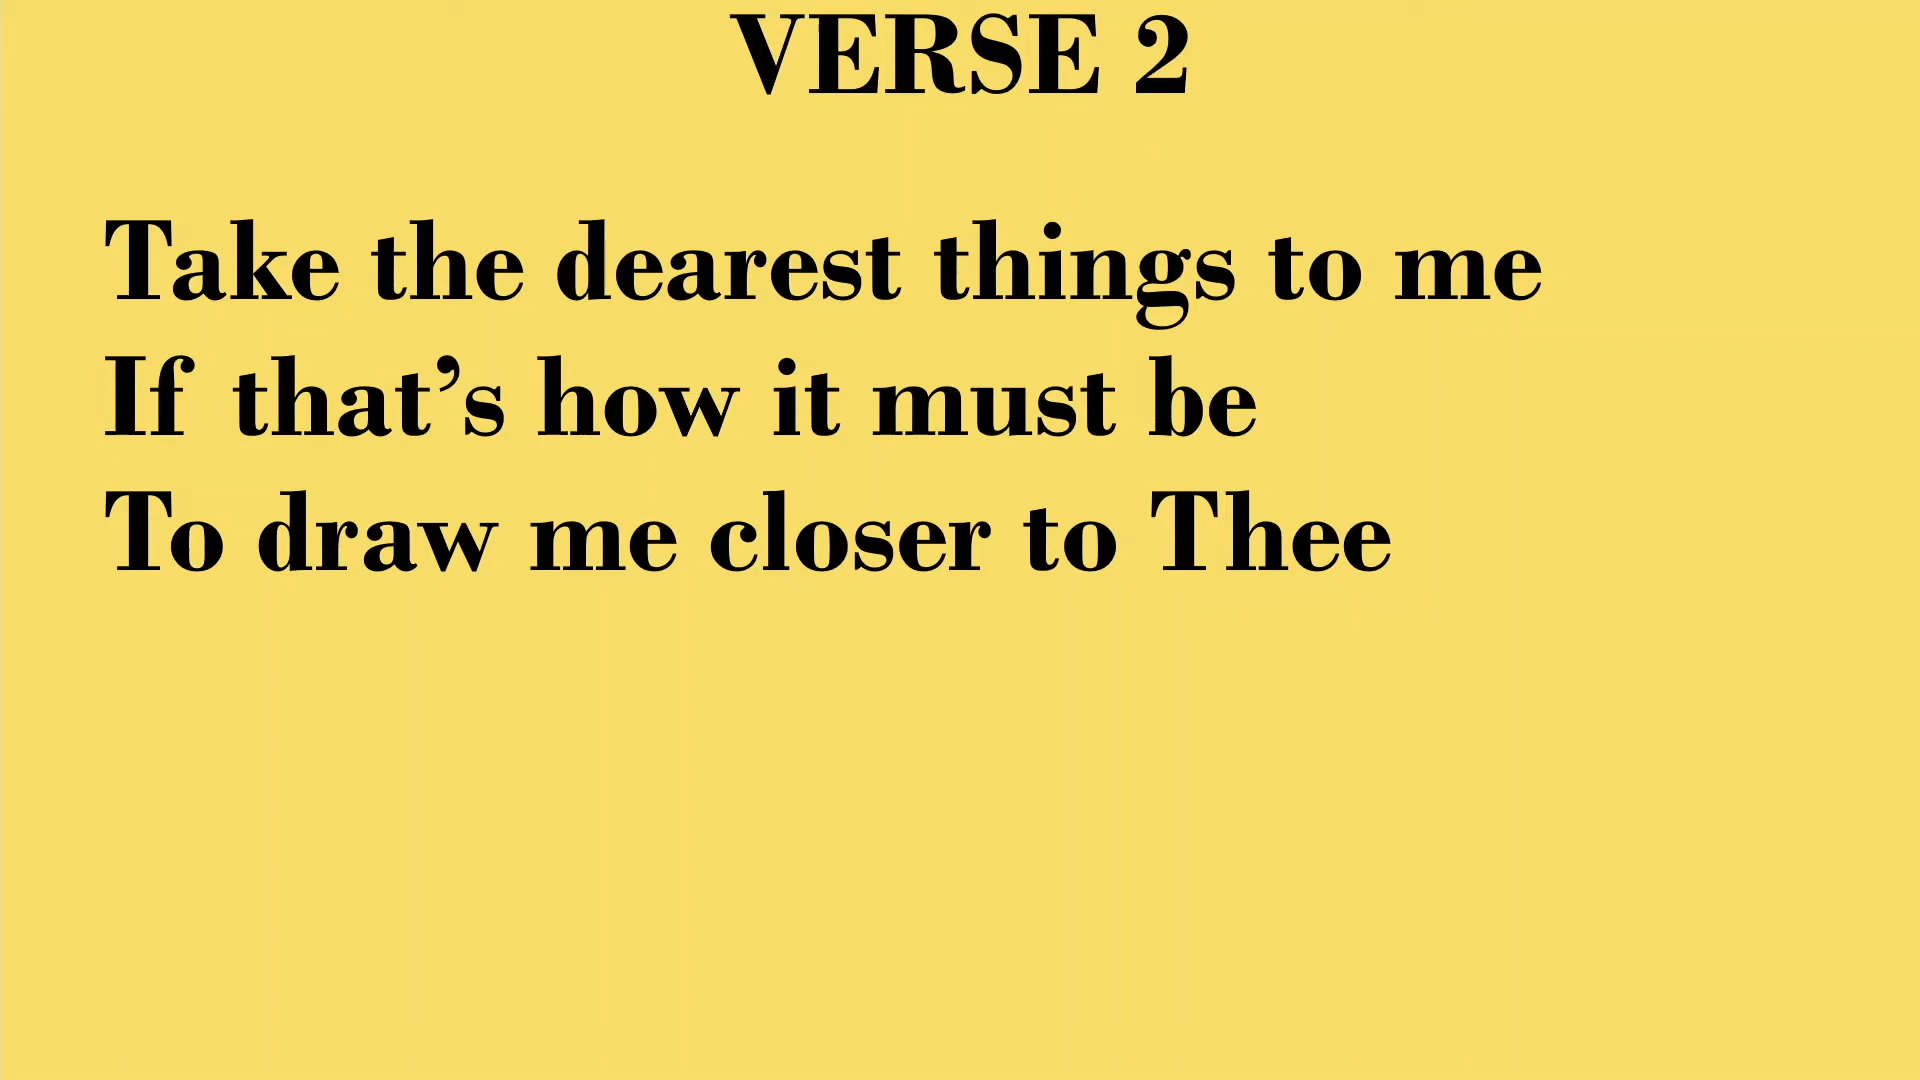 VERSE 2
Take the dearest things to me
If that’s how it must be
To draw me closer to Thee